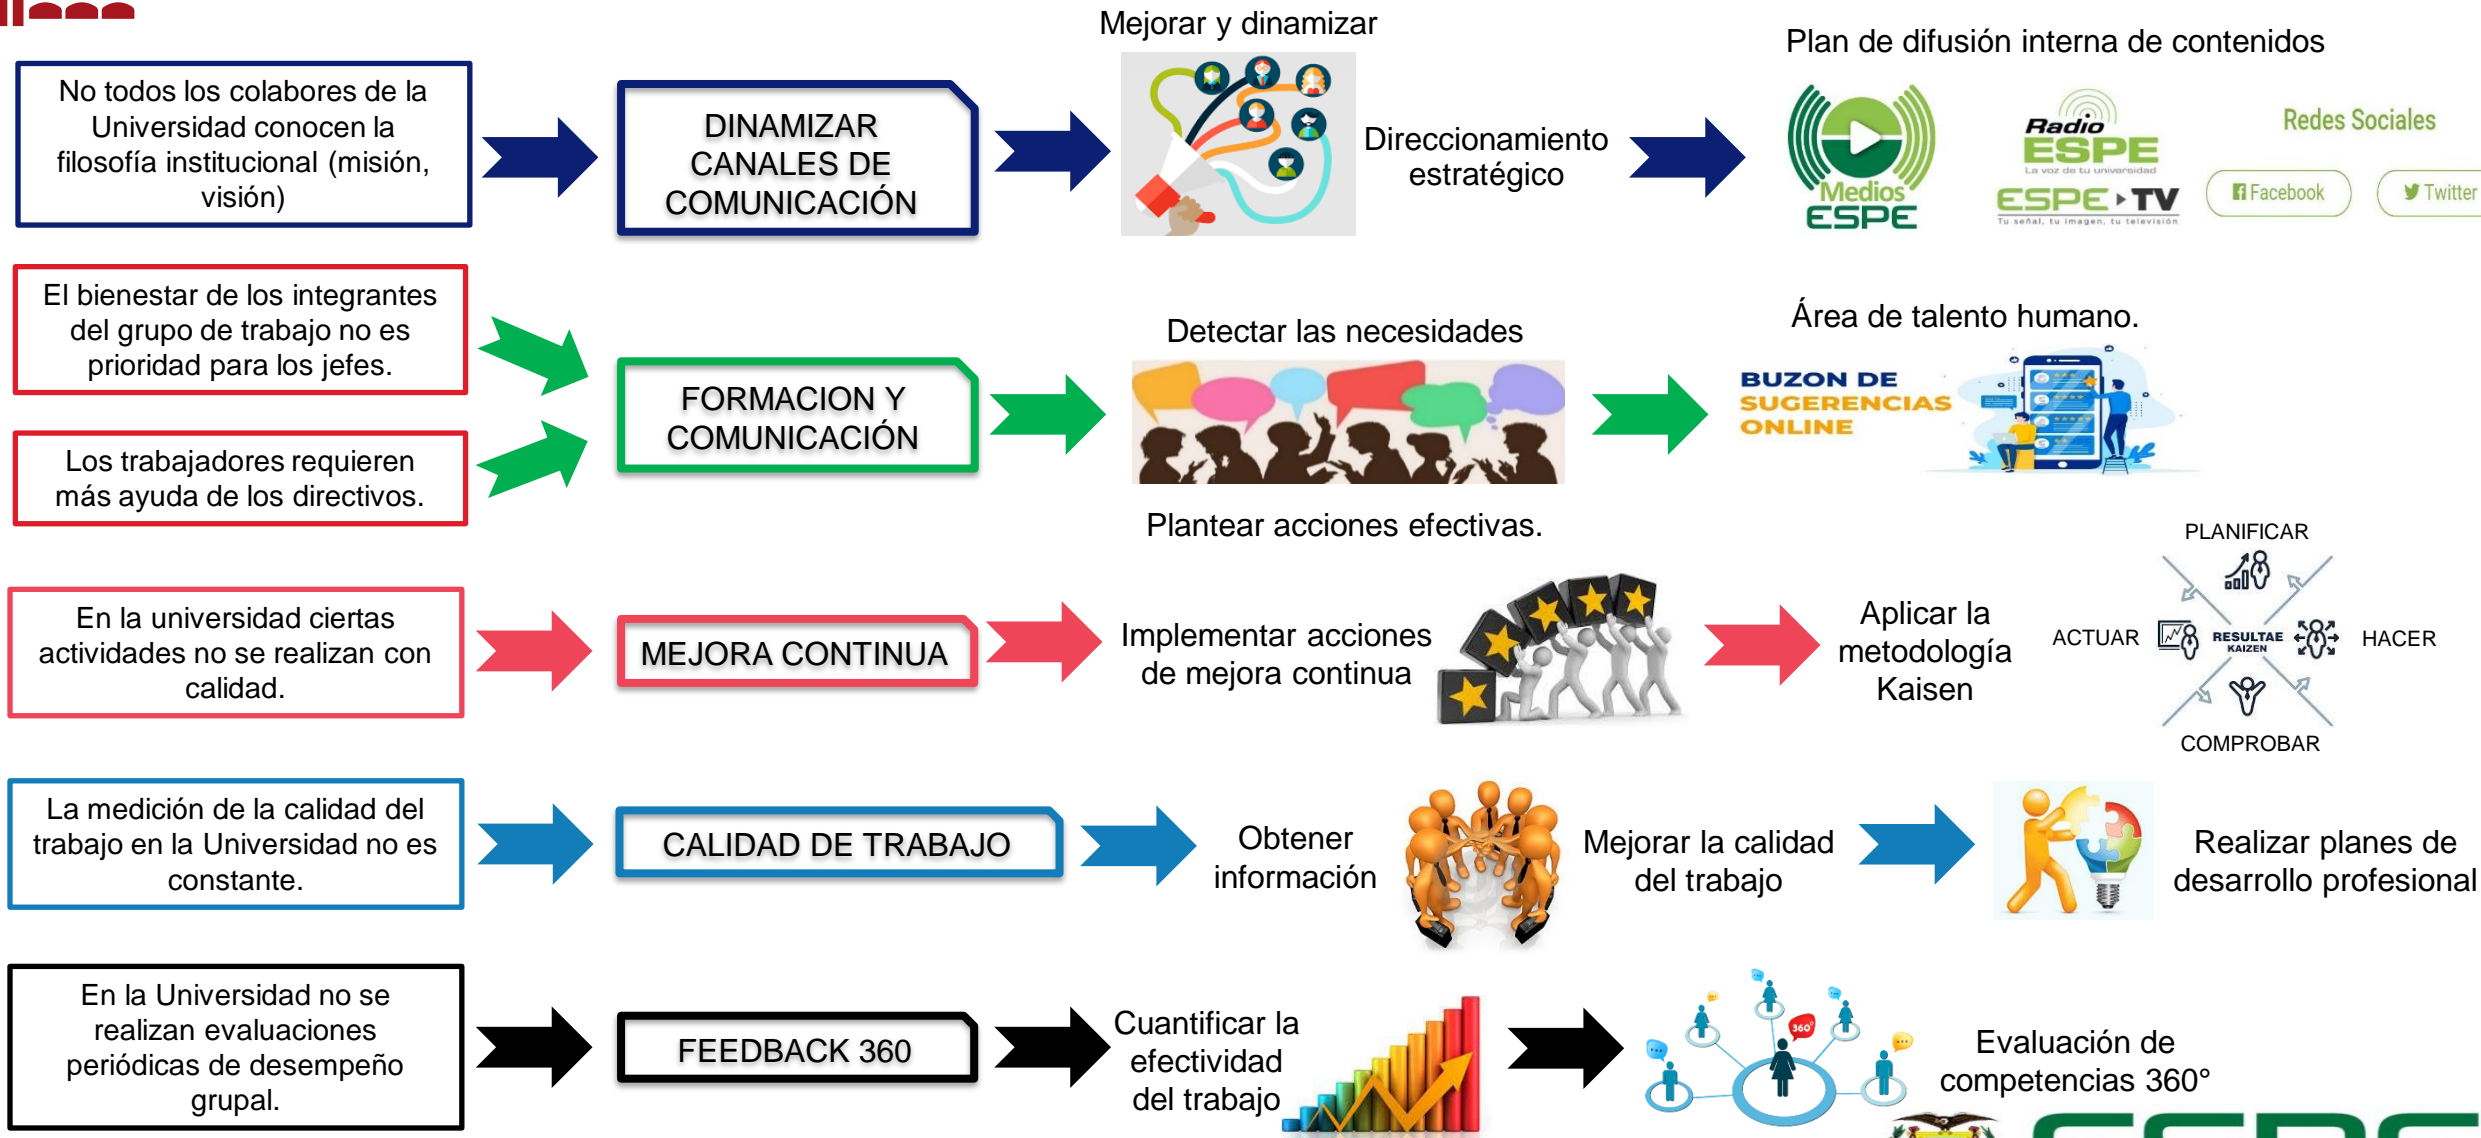 Mejorar y dinamizar
Plan de difusión interna de contenidos
No todos los colabores de la
Universidad conocen la
filosofía institucional (misión,
visión)
DINAMIZAR
CANALES DE
COMUNICACIÓN
Direccionamiento
estratégico
Medios
ESPE
Radio
ESPE
La voz de tu universidad
ESPE TV
Tu señal, tu imagen, tu televisión
Redes Sociales
Facebook
Twitter
El bienestar de los integrantes
del grupo de trabajo no es
prioridad para los jefes.
Los trabajadores requieren
más ayuda de los directivos.
FORMACION Y
COMUNICACIÓN
Detectar las necesidades
Plantear acciones efectivas.
Área de talento humano.
BUZON DE
SUGERENCIAS
ONLINE
En la universidad ciertas
actividades no se realizan con
calidad.
MEJORA CONTINUA
Implementar acciones
de mejora continua
Aplicar la
metodología
Kaisen
PLANIFICAR
ACTUAR
RESULTAE
KAIZEN
HACER
COMPROBAR
La medición de la calidad del
trabajo en la Universidad no es
constante.
CALIDAD DE TRABAJO
Obtener
información
Mejorar la calidad
del trabajo
Realizar planes de
desarrollo profesional
En la Universidad no se
realizan evaluaciones
periódicas de desempeño
grupal.
FEEDBACK 360
Cuantificar la
efectividad
del trabajo
360°
Evaluación de
competencias 360°
ESPE